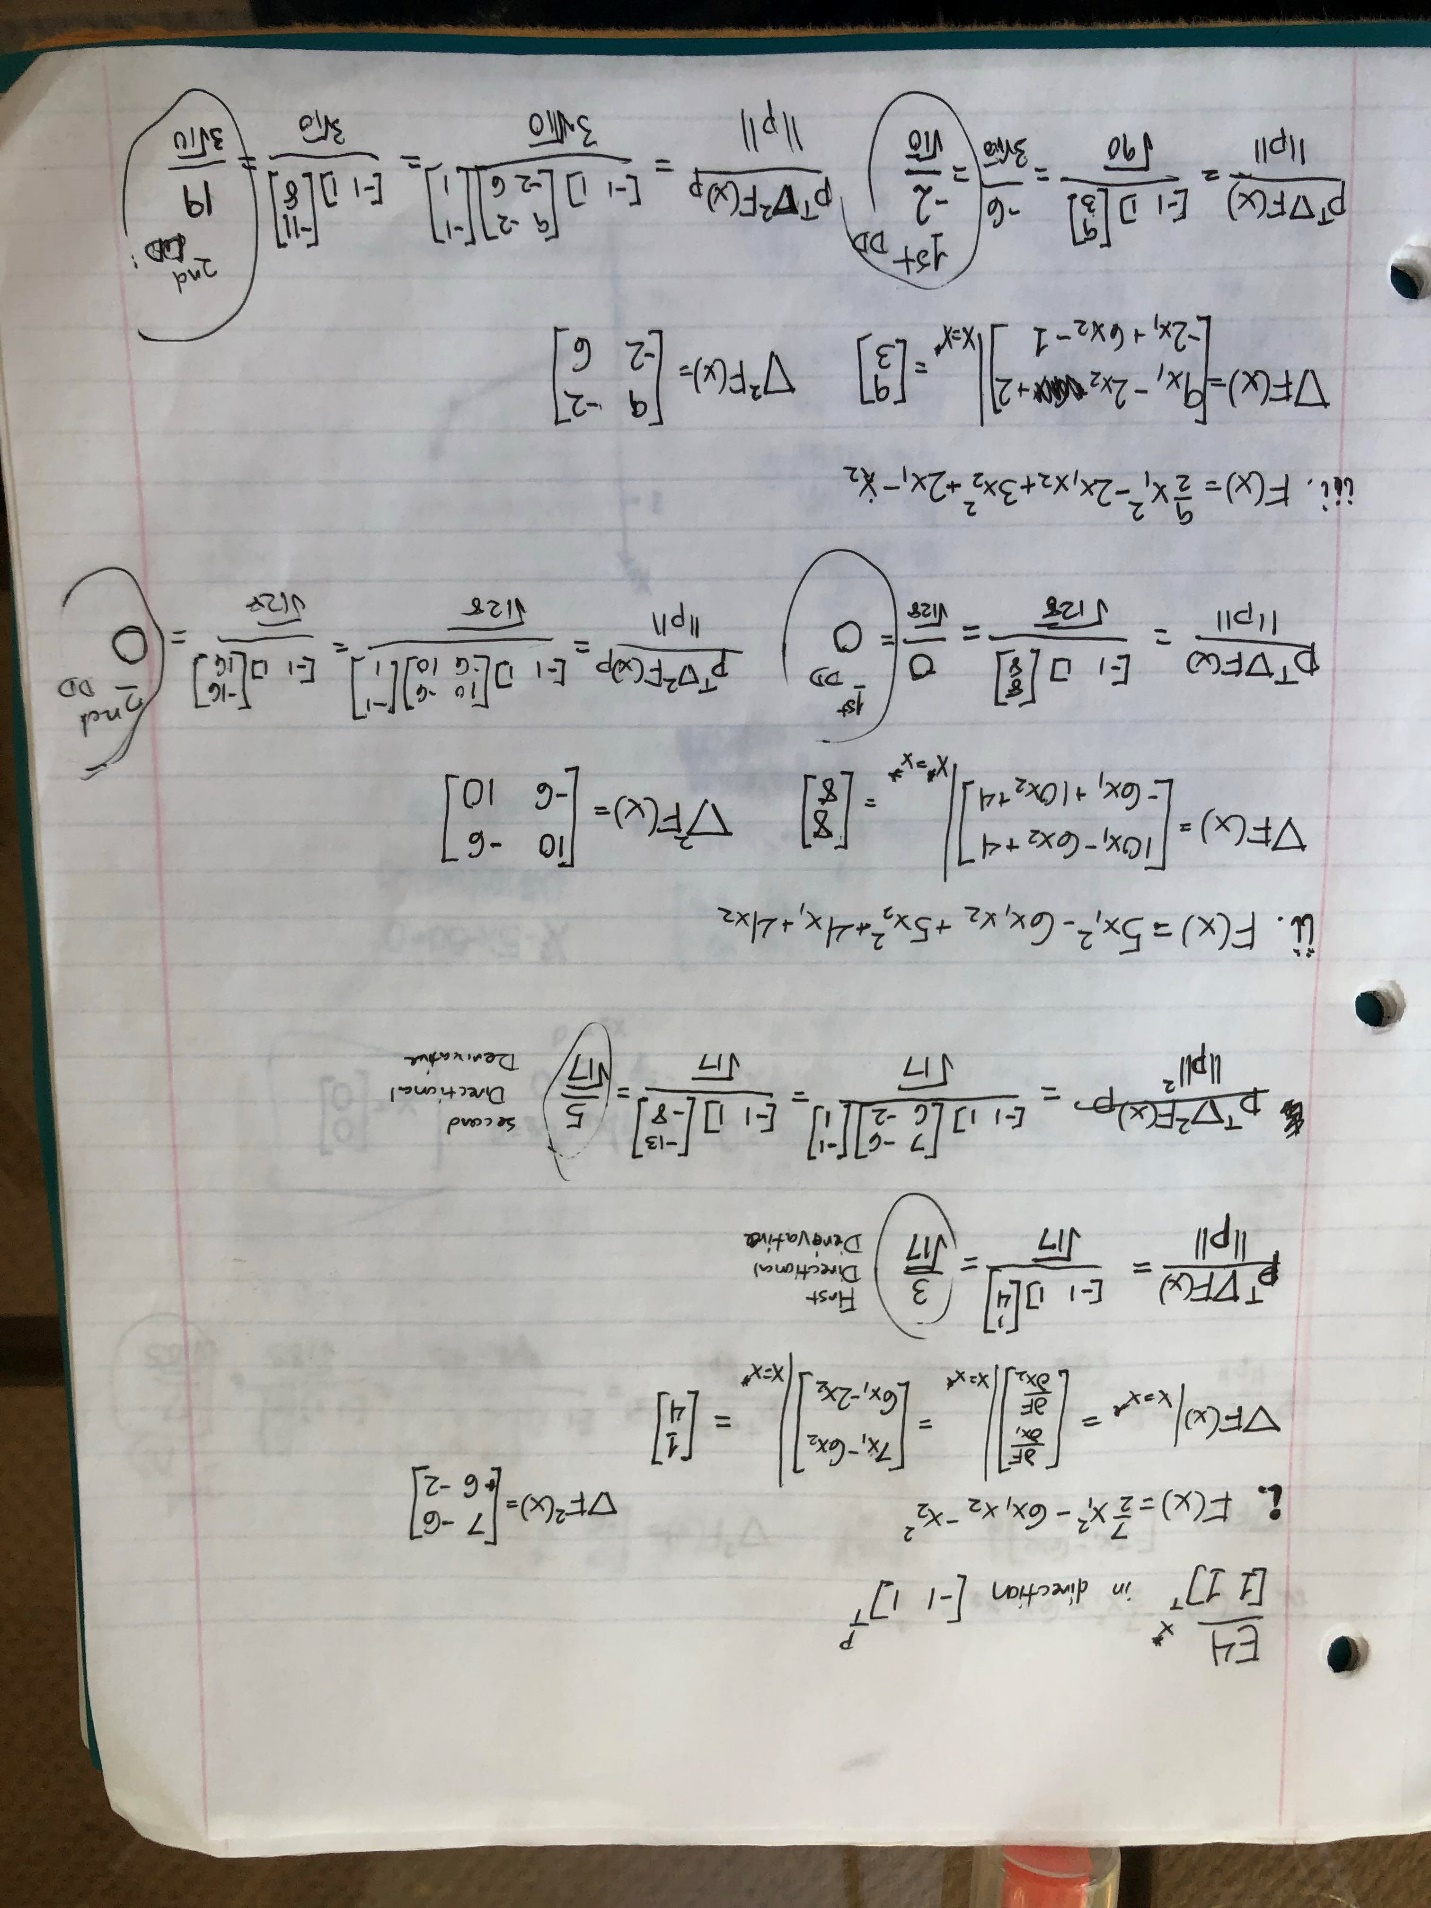 E4
x*
p
[1 1]ᵀ in direction [-1 1]ᵀ
i. F(x)=7/2 x₁² - 6x₁x₂ - x₂²
∇F²(x)=[7 -6; +6 -2]
∇F(x)|x=x* = [∂F/∂x₁; ∂F/∂x₂]|x=x* = [7x₁-6x₂; 6x₁-2x₂]|x=x* = [1; 4]
pᵀ∇F(x)/||p|| = [-1 1][1; 4]/√17 = 3/√17 First Directional Derivative
pᵀ∇²F(x)p/||p||² = [-1 1][7 -6; 6 -2][-1; 1]/√17 = [-1 1][-13; -8]/√17 = 5/√17 second Directional Derivative
ii. F(x) = 5x₁² - 6x₁x₂ + 5x₂² + 4x₁ + 4x₂
∇F(x) = [10x₁-6x₂+4; -6x₁+10x₂+4]|x*=x* = [8; 8] ∇²F(x)=[10 -6; -6 10]
pᵀ∇F(x)/||p|| = [-1 1][8; 8]/√128 = 0/√128 = 0 1st DD
pᵀ∇²F(x)p/||p|| = [-1 1][10 -6; -6 10][-1; 1]/√128 = [-1 1][-16; 16]/√128 = 0 2nd DD
iii. F(x)= 9/2 x₁² - 2x₁x₂ + 3x₂² + 2x₁ - x₂
∇F(x)=[9x₁-2x₂+2; -2x₁+6x₂-1]|x=x* = [9; 3] ∇²F(x)=[9 -2; -2 6]
pᵀ∇F(x)/||p|| = [-1 1][9; 3]/√90 = -6/3√10 = -2/√10 1st DD
pᵀ∇²F(x)p/||p|| = [-1 1][9 -2; -2 6][-1; 1]/3√10 = [-1 1][-11; 8]/3√10 = 19/3√10 2nd DD: